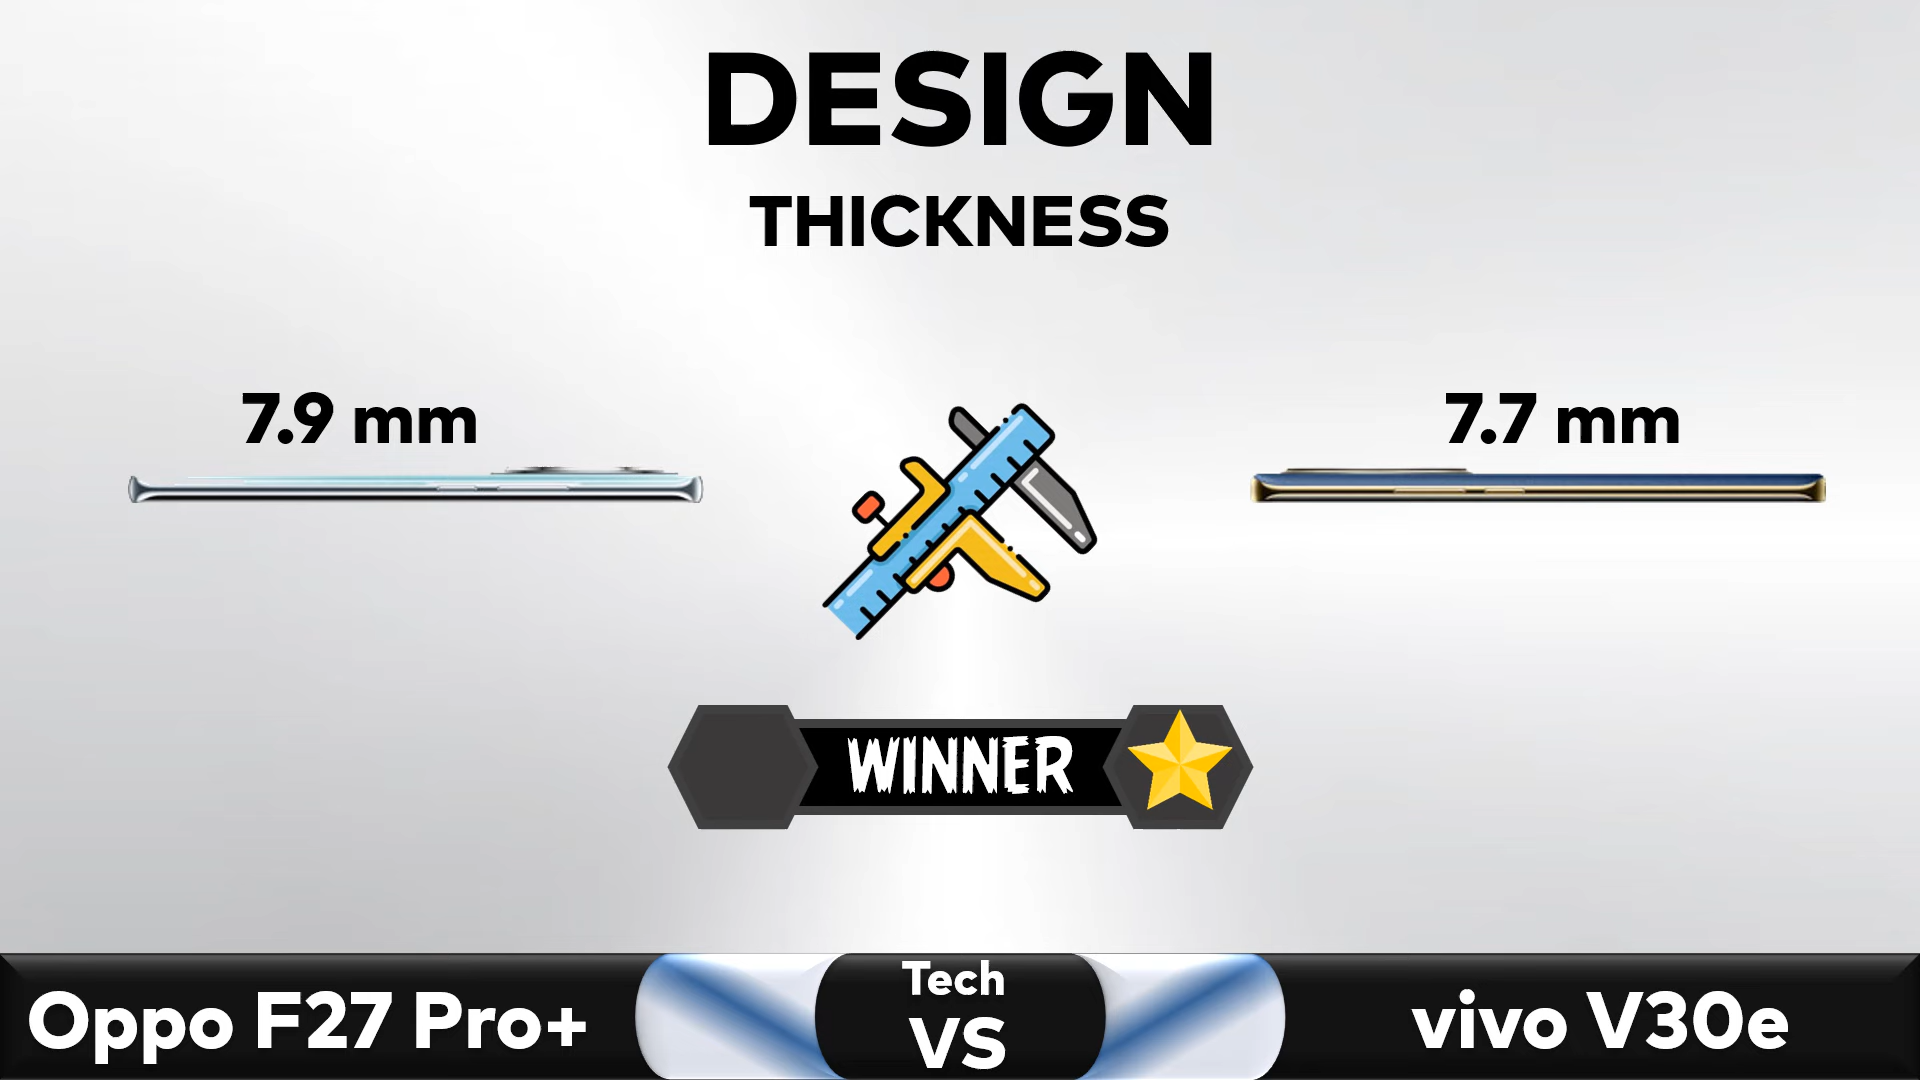 DESIGN
THICKNESS
7.9 mm
7.7 mm
WINNER
Oppo F27 Pro+
Tech
VS
vivo V30e